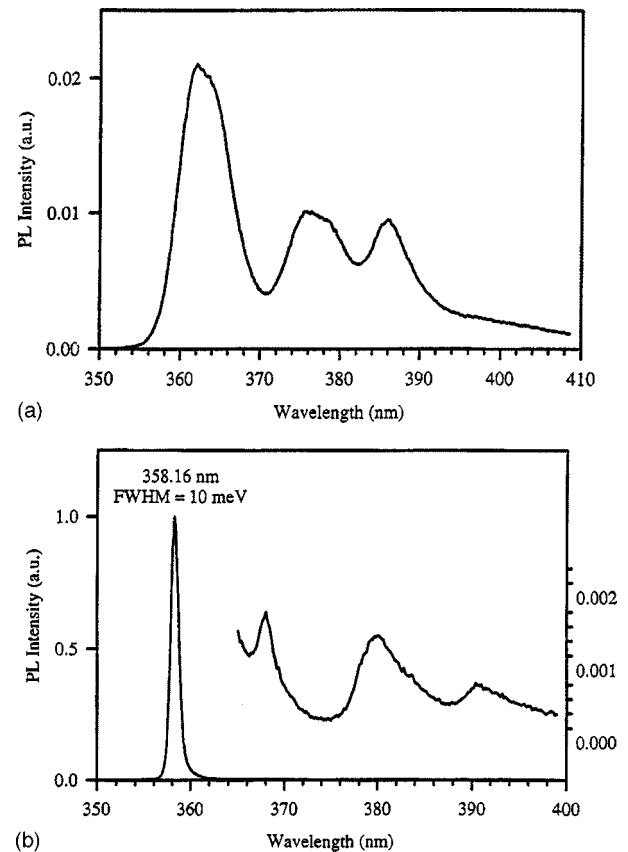 0.02
0.01
0.00
PL Intensity (a.u.)
350 360 370 380 390 400 410
Wavelength (nm)
(a)
358.16 nm
FWHM = 10 meV
1.0
0.5
0.0
PL Intensity (a.u.)
0.002
0.001
0.000
350 360 370 380 390 400
Wavelength (nm)
(b)